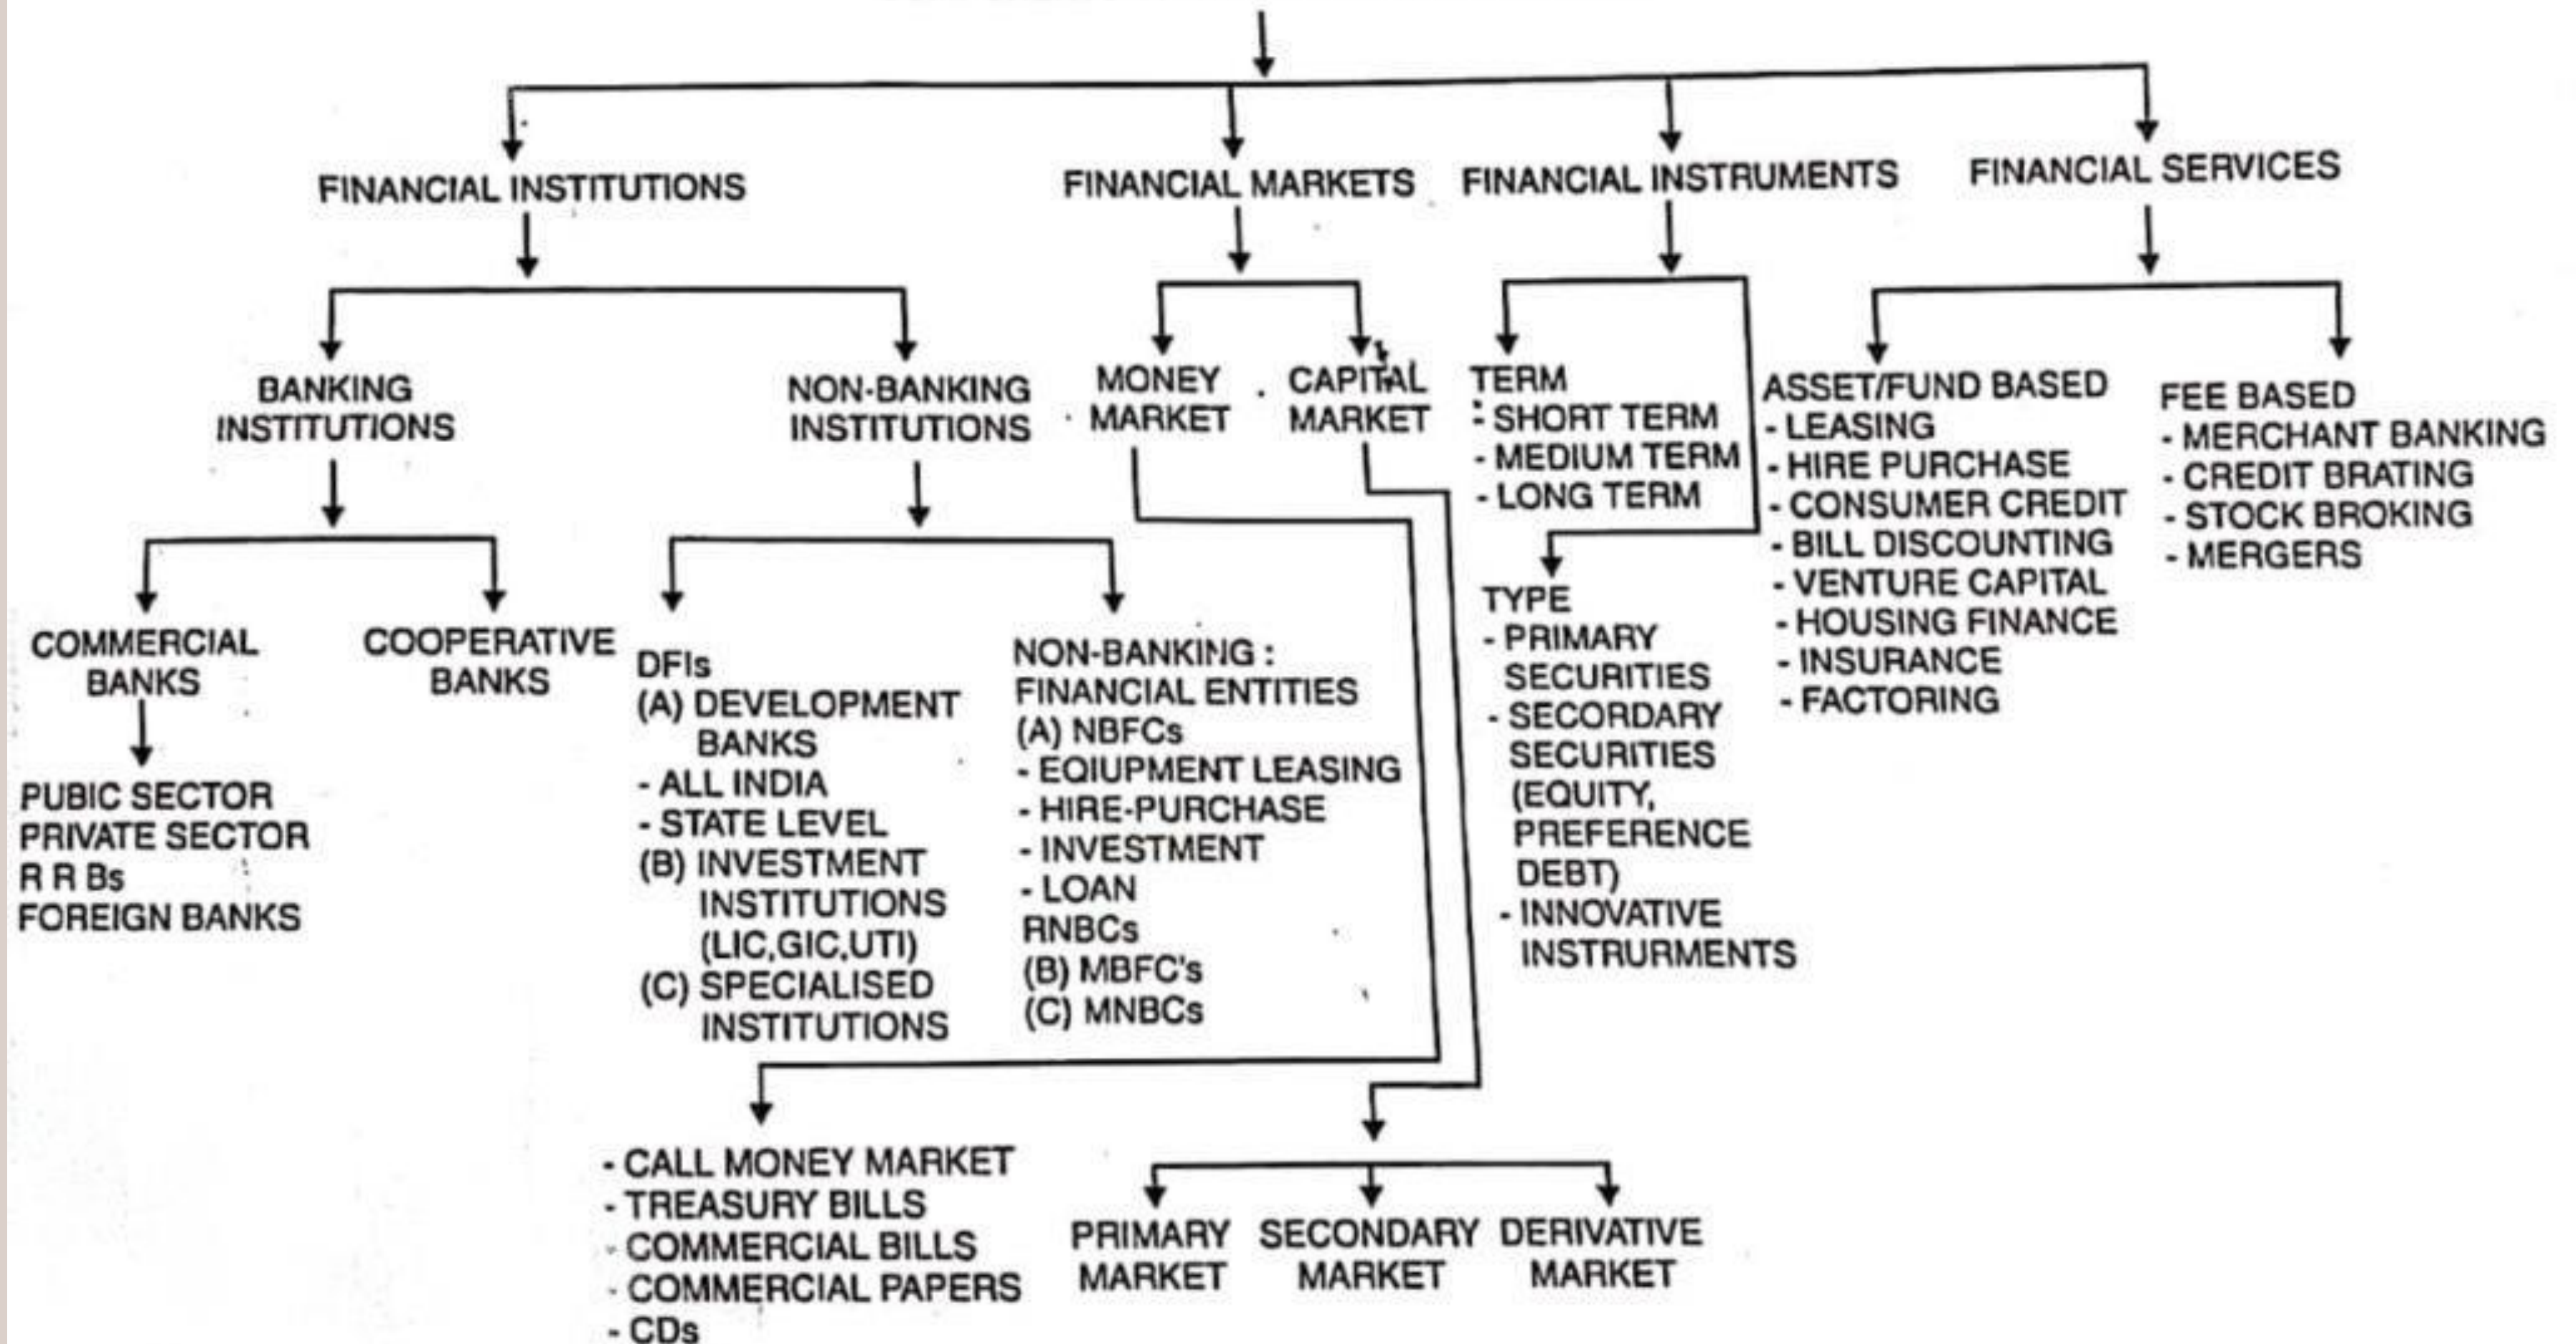 FINANCIAL INSTITUTIONS
FINANCIAL MARKETS
FINANCIAL INSTRUMENTS
FINANCIAL SERVICES
BANKING
INSTITUTIONS
NON-BANKING
INSTITUTIONS
MONEY
MARKET
CAPITAL
MARKET
TERM
- SHORT TERM
- MEDIUM TERM
- LONG TERM
ASSET/FUND BASED
- LEASING
- HIRE PURCHASE
- CONSUMER CREDIT
- BILL DISCOUNTING
- VENTURE CAPITAL
- HOUSING FINANCE
- INSURANCE
- FACTORING
FEE BASED
- MERCHANT BANKING
- CREDIT BRATING
- STOCK BROKING
- MERGERS
COMMERCIAL
BANKS
COOPERATIVE
BANKS
PUBIC SECTOR
PRIVATE SECTOR
R R Bs
FOREIGN BANKS
DFIs
(A) DEVELOPMENT
BANKS
- ALL INDIA
- STATE LEVEL
(B) INVESTMENT
INSTITUTIONS
(LIC,GIC,UTI)
(C) SPECIALISED
INSTITUTIONS
NON-BANKING :
FINANCIAL ENTITIES
(A) NBFCs
- EQIUPMENT LEASING
- HIRE-PURCHASE
- INVESTMENT
- LOAN
RNBCs
(B) MBFC's
(C) MNBCs
TYPE
- PRIMARY
SECURITIES
- SECORDARY
SECURITIES
(EQUITY,
PREFERENCE
DEBT)
- INNOVATIVE
INSTRURMENTS
- CALL MONEY MARKET
- TREASURY BILLS
- COMMERCIAL BILLS
- COMMERCIAL PAPERS
- CDs
PRIMARY
MARKET
SECONDARY
MARKET
DERIVATIVE
MARKET